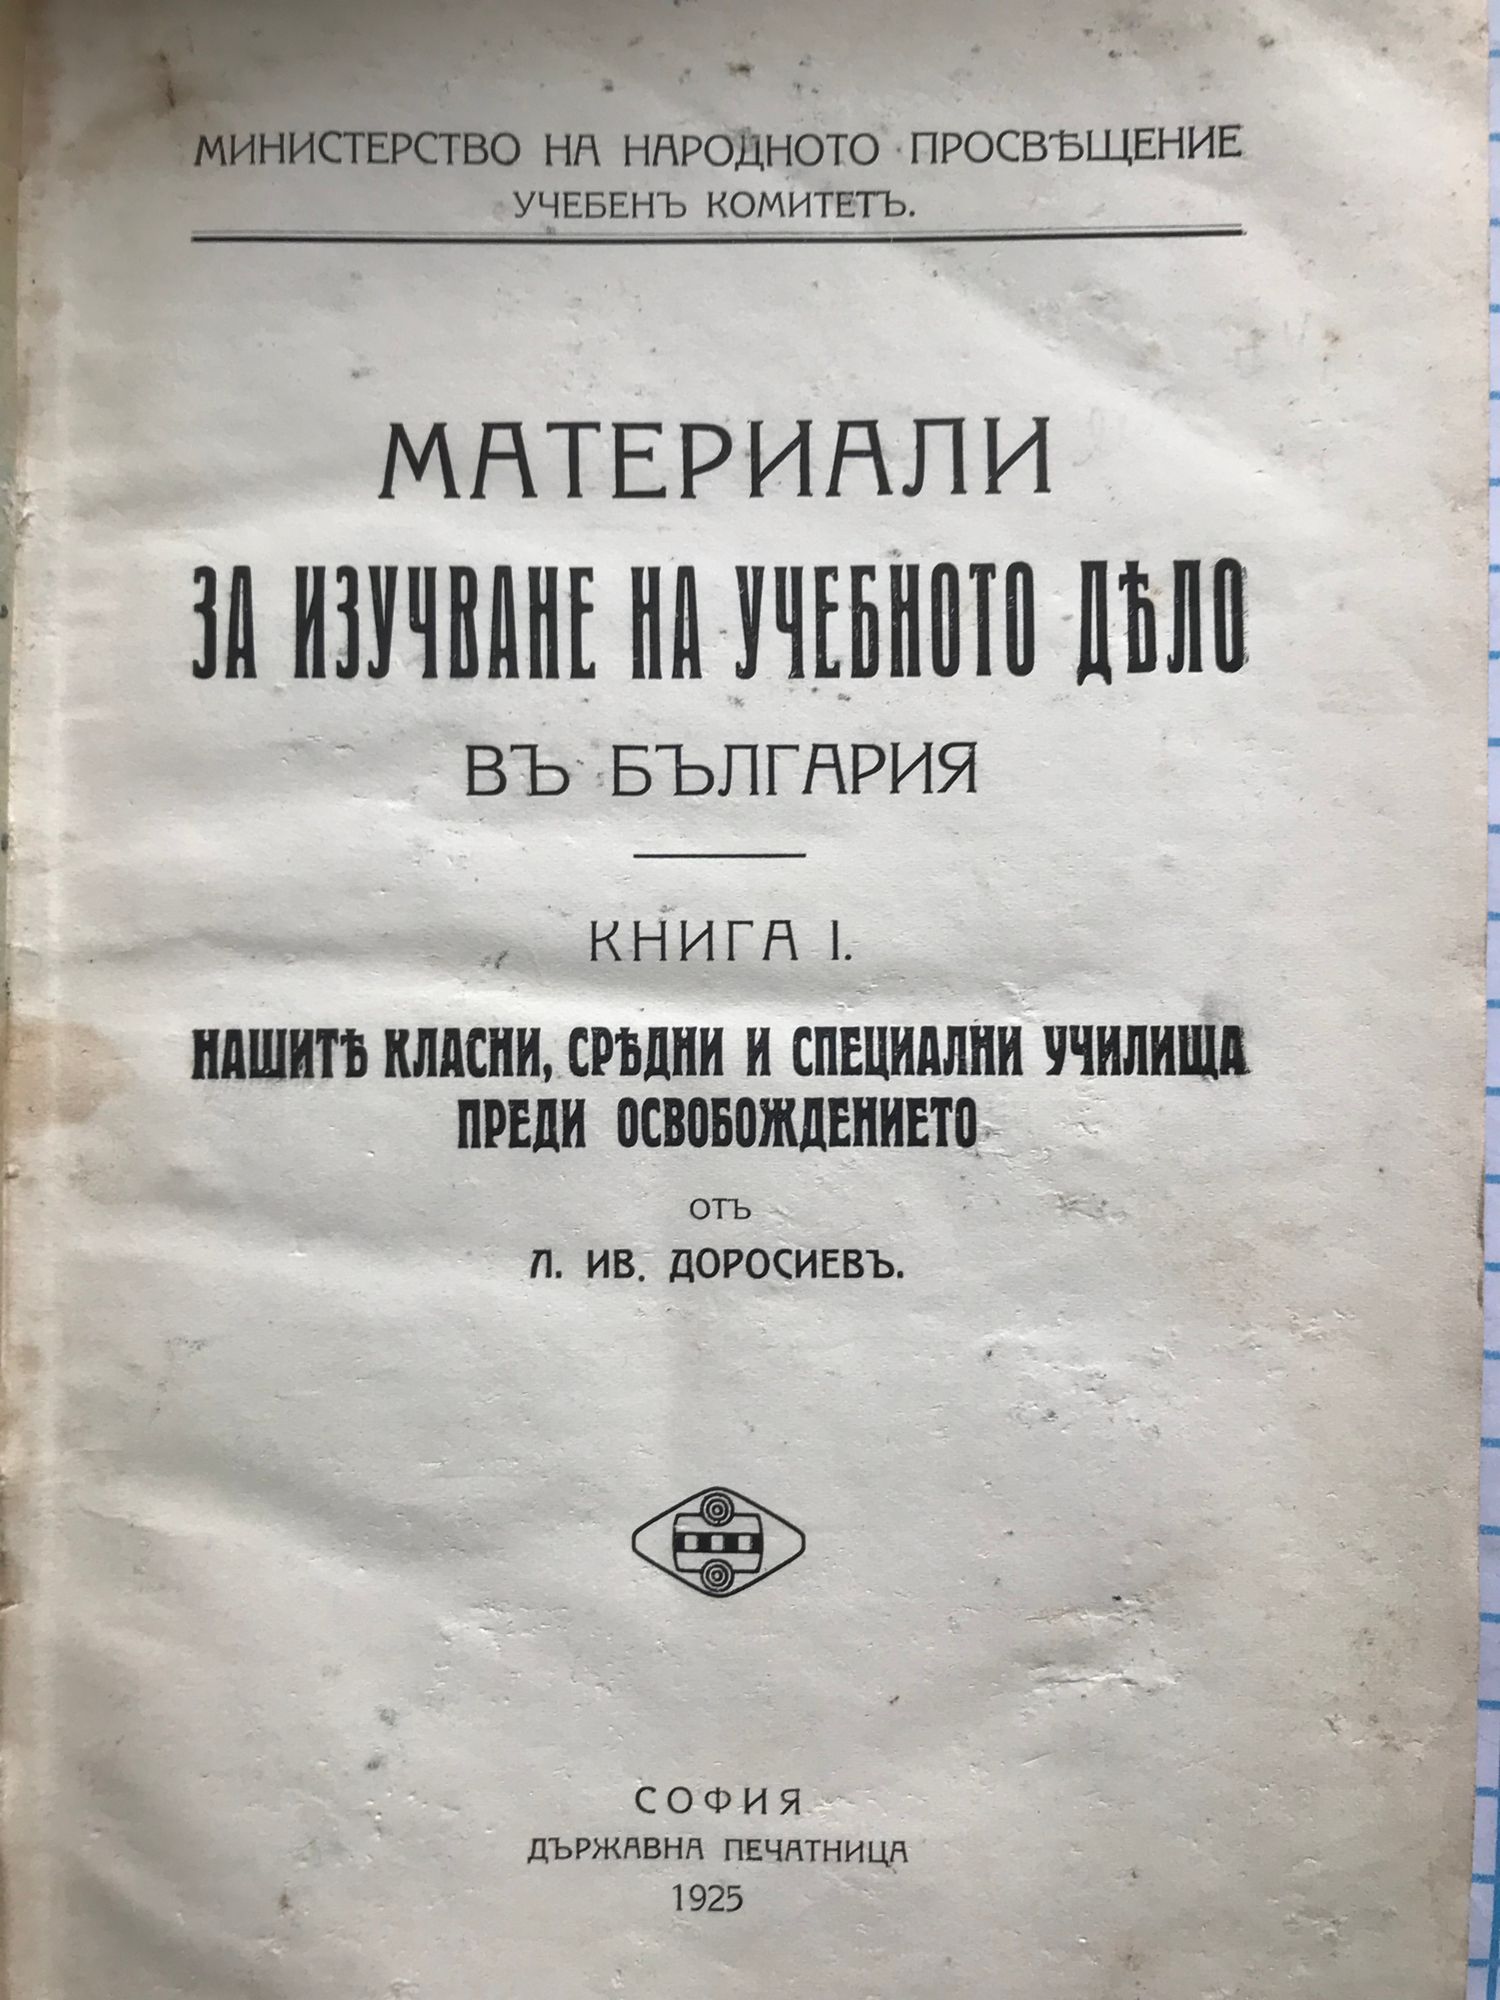 МИНИСТЕРСТВО НА НАРОДНОТО ПРОСВѢЩЕНИЕ
УЧЕБЕНЪ КОМИТЕТЪ.
МАТЕРИАЛИ
ЗА ИЗУЧВАНЕ НА УЧЕБНОТО ДѢЛО
ВЪ БЪЛГАРИЯ
КНИГА I.
НАШИТѢ КЛАСНИ, СРѢДНИ И СПЕЦИАЛНИ УЧИЛИЩА
ПРЕДИ ОСВОБОЖДЕНИЕТО
ОТЪ
Л. ИВ. ДОРОСИЕВЪ.
СОФИЯ
ДЪРЖАВНА ПЕЧАТНИЦА
1925